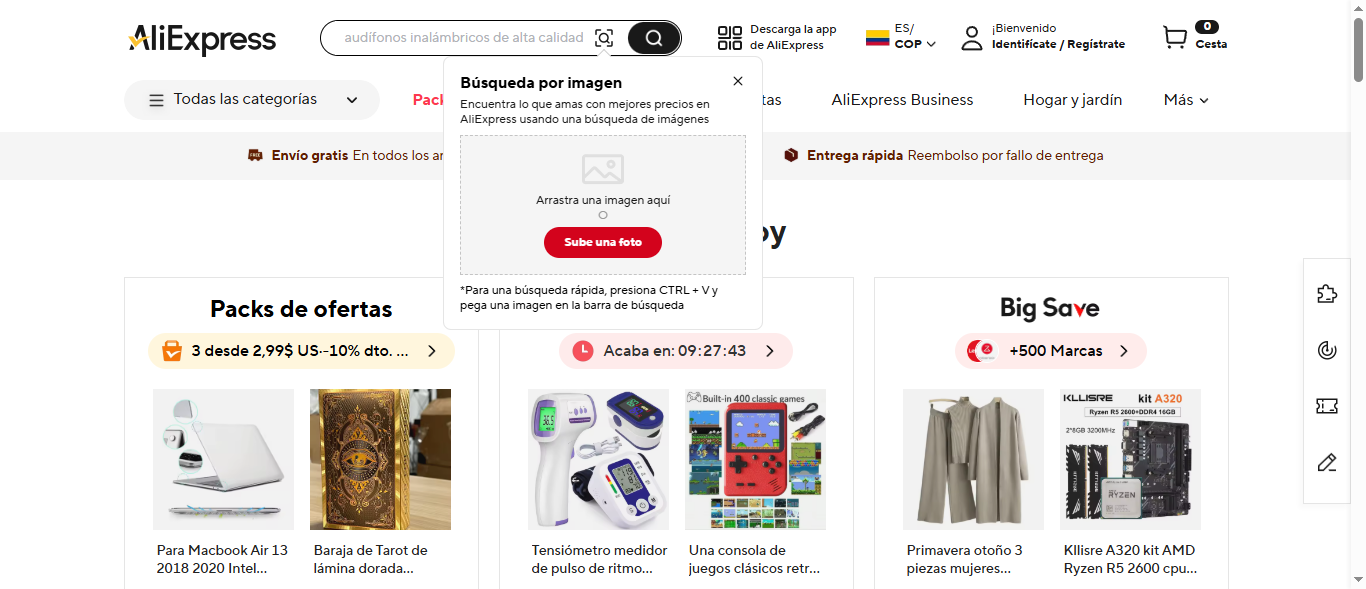 AliExpress
audífonos inalámbricos de alta calidad
Descarga la app
de AliExpress
ES/
COP
¡Bienvenido
Identifícate / Regístrate
0
Cesta
Búsqueda por imagen
Encuentra lo que amas con mejores precios en
AliExpress usando una búsqueda de imágenes
Arrastra una imagen aquí
O
Sube una foto
*Para una búsqueda rápida, presiona CTRL + V y
pega una imagen en la barra de búsqueda
Todas las categorías
AliExpress Business
Hogar y jardín
Más
Envío gratis En todos los
Entrega rápida Reembolso por fallo de entrega
Packs de ofertas
3 desde 2,99$ US·-10% dto. ...
Acaba en: 09:27:43
Big Save
+500 Marcas
Built-in 400 classic games
KLLISRE kit A320
Ryzen R5 2600+DDR4 16GB
2*8GB 3200MHz
RYZEN
Para Macbook Air 13
2018 2020 Intel...
Baraja de Tarot de
lámina dorada...
Tensiómetro medidor
de pulso de ritmo...
Una consola de
juegos clásicos retr...
Primavera otoño 3
piezas mujeres...
Kllisre A320 kit AMD
Ryzen R5 2600 cpu...